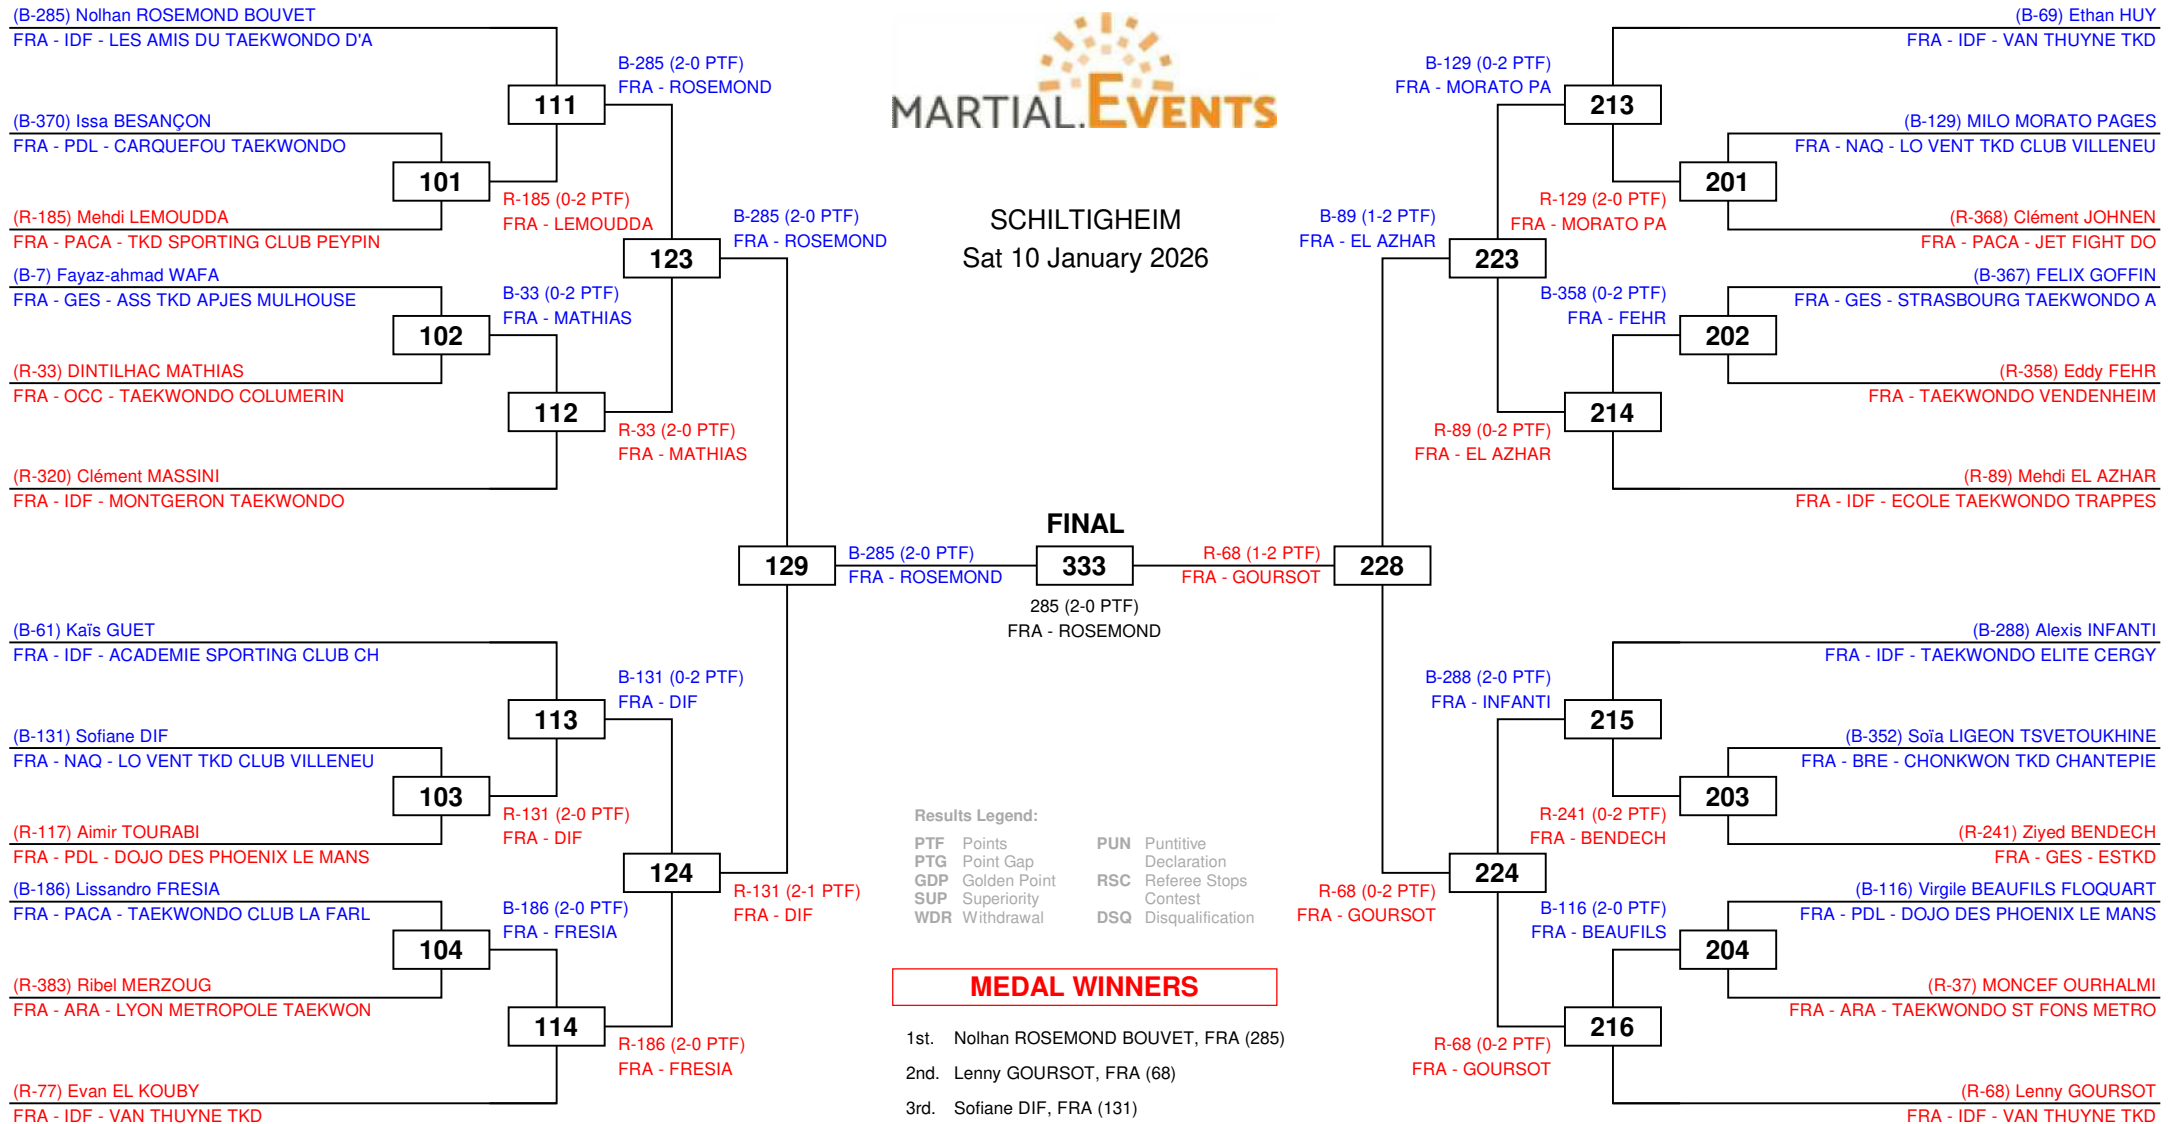 (B-285) Nolhan ROSEMOND BOUVET
FRA - IDF - LES AMIS DU TAEKWONDO D'A
B-285 (2-0 PTF)
FRA - ROSEMOND
111
(B-370) Issa BESANÇON
FRA - PDL - CARQUEFOU TAEKWONDO
101
(R-185) Mehdi LEMOUDDA
FRA - PACA - TKD SPORTING CLUB PEYPIN
R-185 (0-2 PTF)
FRA - LEMOUDDA
B-285 (2-0 PTF)
FRA - ROSEMOND
123
(B-7) Fayaz-ahmad WAFA
FRA - GES - ASS TKD APJES MULHOUSE
B-33 (0-2 PTF)
FRA - MATHIAS
102
(R-33) DINTILHAC MATHIAS
FRA - OCC - TAEKWONDO COLUMERIN
112
R-33 (2-0 PTF)
FRA - MATHIAS
(R-320) Clément MASSINI
FRA - IDF - MONTGERON TAEKWONDO
129
B-285 (2-0 PTF)
FRA - ROSEMOND
(B-61) Kaïs GUET
FRA - IDF - ACADEMIE SPORTING CLUB CH
B-131 (0-2 PTF)
FRA - DIF
113
(B-131) Sofiane DIF
FRA - NAQ - LO VENT TKD CLUB VILLENEU
103
R-131 (2-0 PTF)
FRA - DIF
(R-117) Aimir TOURABI
FRA - PDL - DOJO DES PHOENIX LE MANS
124
R-131 (2-1 PTF)
FRA - DIF
(B-186) Lissandro FRESIA
FRA - PACA - TAEKWONDO CLUB LA FARL
B-186 (2-0 PTF)
FRA - FRESIA
104
(R-383) Ribel MERZOUG
FRA - ARA - LYON METROPOLE TAEKWON
114
R-186 (2-0 PTF)
FRA - FRESIA
(R-77) Evan EL KOUBY
FRA - IDF - VAN THUYNE TKD
MARTIAL.EVENTS
SCHILTIGHEIM
Sat 10 January 2026
FINAL
333
285 (2-0 PTF)
FRA - ROSEMOND
Results Legend:
PTF Points
PTG Point Gap
GDP Golden Point
SUP Superiority
WDR Withdrawal
PUN Puntitive
Declaration
RSC Referee Stops
Contest
DSQ Disqualification
MEDAL WINNERS
1st. Nolhan ROSEMOND BOUVET, FRA (285)
2nd. Lenny GOURSOT, FRA (68)
3rd. Sofiane DIF, FRA (131)
(B-69) Ethan HUY
FRA - IDF - VAN THUYNE TKD
B-129 (0-2 PTF)
FRA - MORATO PA
213
(B-129) MILO MORATO PAGES
FRA - NAQ - LO VENT TKD CLUB VILLENEU
201
R-129 (2-0 PTF)
FRA - MORATO PA
(R-368) Clément JOHNEN
FRA - PACA - JET FIGHT DO
B-89 (1-2 PTF)
FRA - EL AZHAR
223
(B-367) FELIX GOFFIN
FRA - GES - STRASBOURG TAEKWONDO A
B-358 (0-2 PTF)
FRA - FEHR
202
(R-358) Eddy FEHR
FRA - TAEKWONDO VENDENHEIM
214
R-89 (0-2 PTF)
FRA - EL AZHAR
(R-89) Mehdi EL AZHAR
FRA - IDF - ECOLE TAEKWONDO TRAPPES
R-68 (1-2 PTF)
FRA - GOURSOT
228
(B-288) Alexis INFANTI
FRA - IDF - TAEKWONDO ELITE CERGY
B-288 (2-0 PTF)
FRA - INFANTI
215
(B-352) Soïa LIGEON TSVETOUKHINE
FRA - BRE - CHONKWON TKD CHANTEPIE
203
R-241 (0-2 PTF)
FRA - BENDECH
(R-241) Ziyed BENDECH
FRA - GES - ESTKD
224
R-68 (0-2 PTF)
FRA - GOURSOT
(B-116) Virgile BEAUFILS FLOQUART
FRA - PDL - DOJO DES PHOENIX LE MANS
B-116 (2-0 PTF)
FRA - BEAUFILS
204
(R-37) MONCEF OURHALMI
FRA - ARA - TAEKWONDO ST FONS METRO
216
R-68 (0-2 PTF)
FRA - GOURSOT
(R-68) Lenny GOURSOT
FRA - IDF - VAN THUYNE TKD